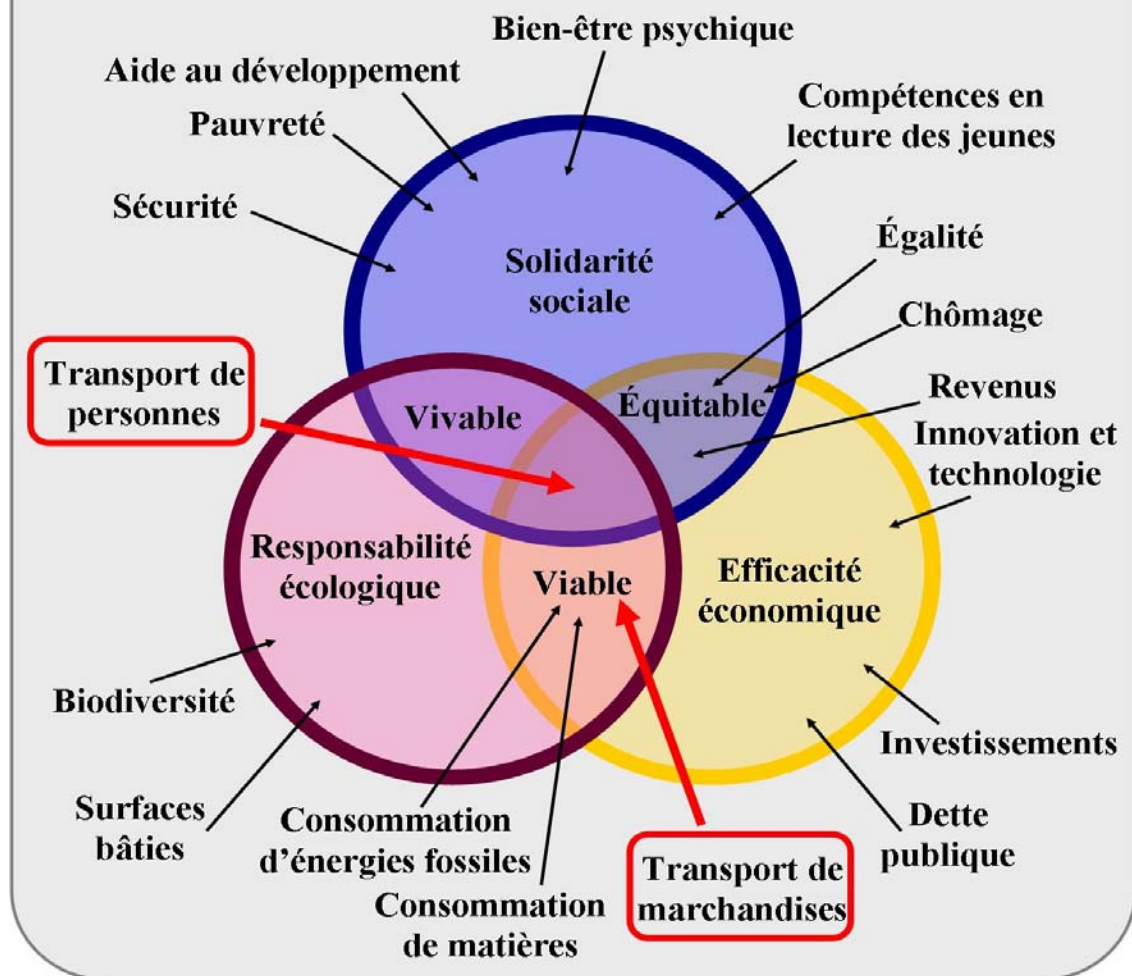 Bien-être psychique
Aide au développement
Pauvreté
Sécurité
Compétences en
lecture des jeunes
Égalité
Chômage
Revenus
Innovation et
technologie
Solidarité
sociale
Transport de
personnes
Vivable
Équitable
Responsabilité
écologique
Viable
Efficacité
économique
Biodiversité
Surfaces
bâties
Consommation
d'énergies fossiles
Consommation
de matières
Transport de
marchandises
Investissements
Dette
publique